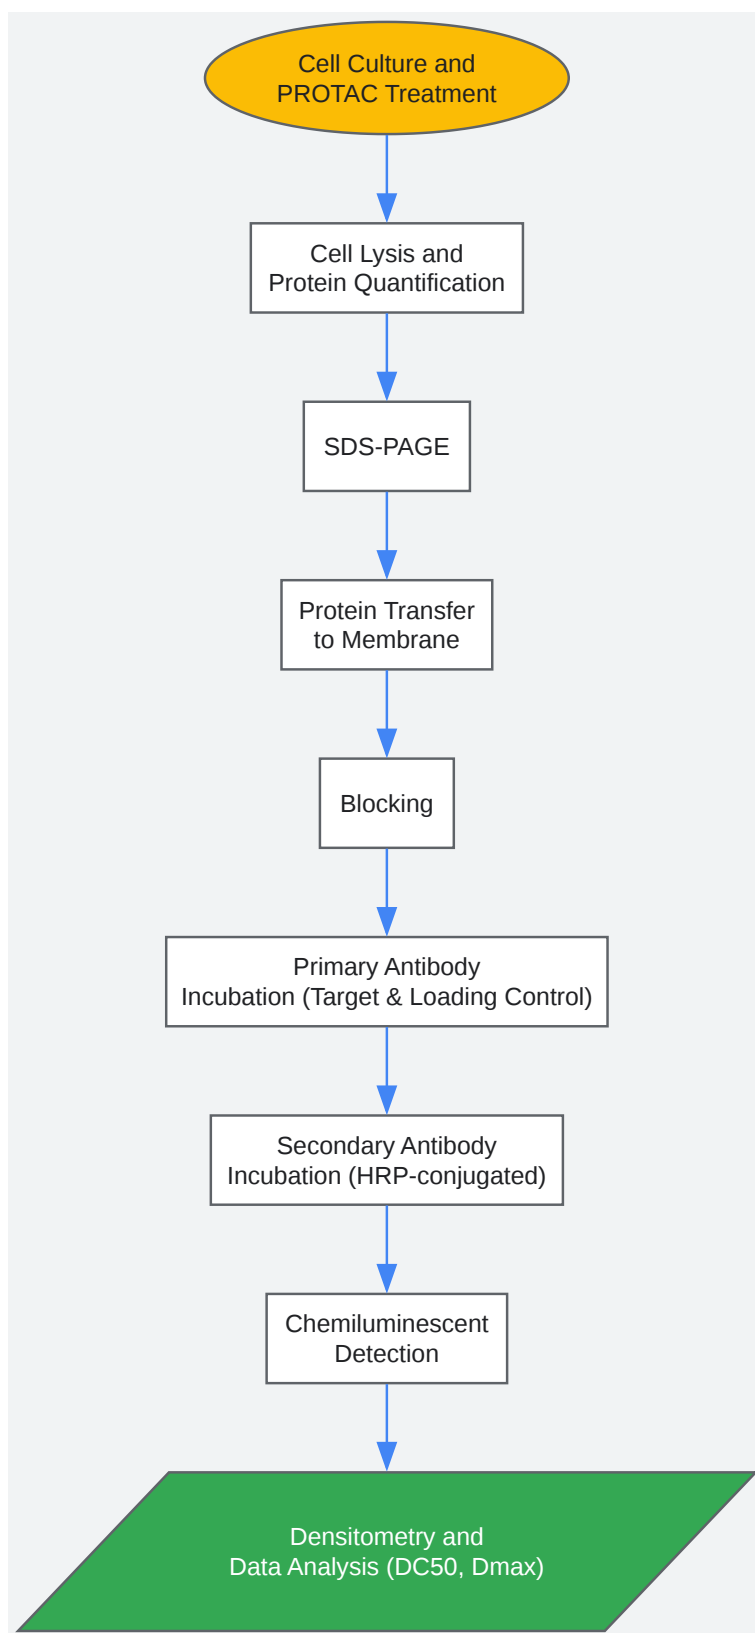 Cell Culture and
PROTAC Treatment
Cell Lysis and
Protein Quantification
SDS-PAGE
Protein Transfer
to Membrane
Blocking
Primary Antibody
Incubation (Target & Loading Control)
Secondary Antibody
Incubation (HRP-conjugated)
Chemiluminescent
Detection
Densitometry and
Data Analysis (DC50, Dmax)